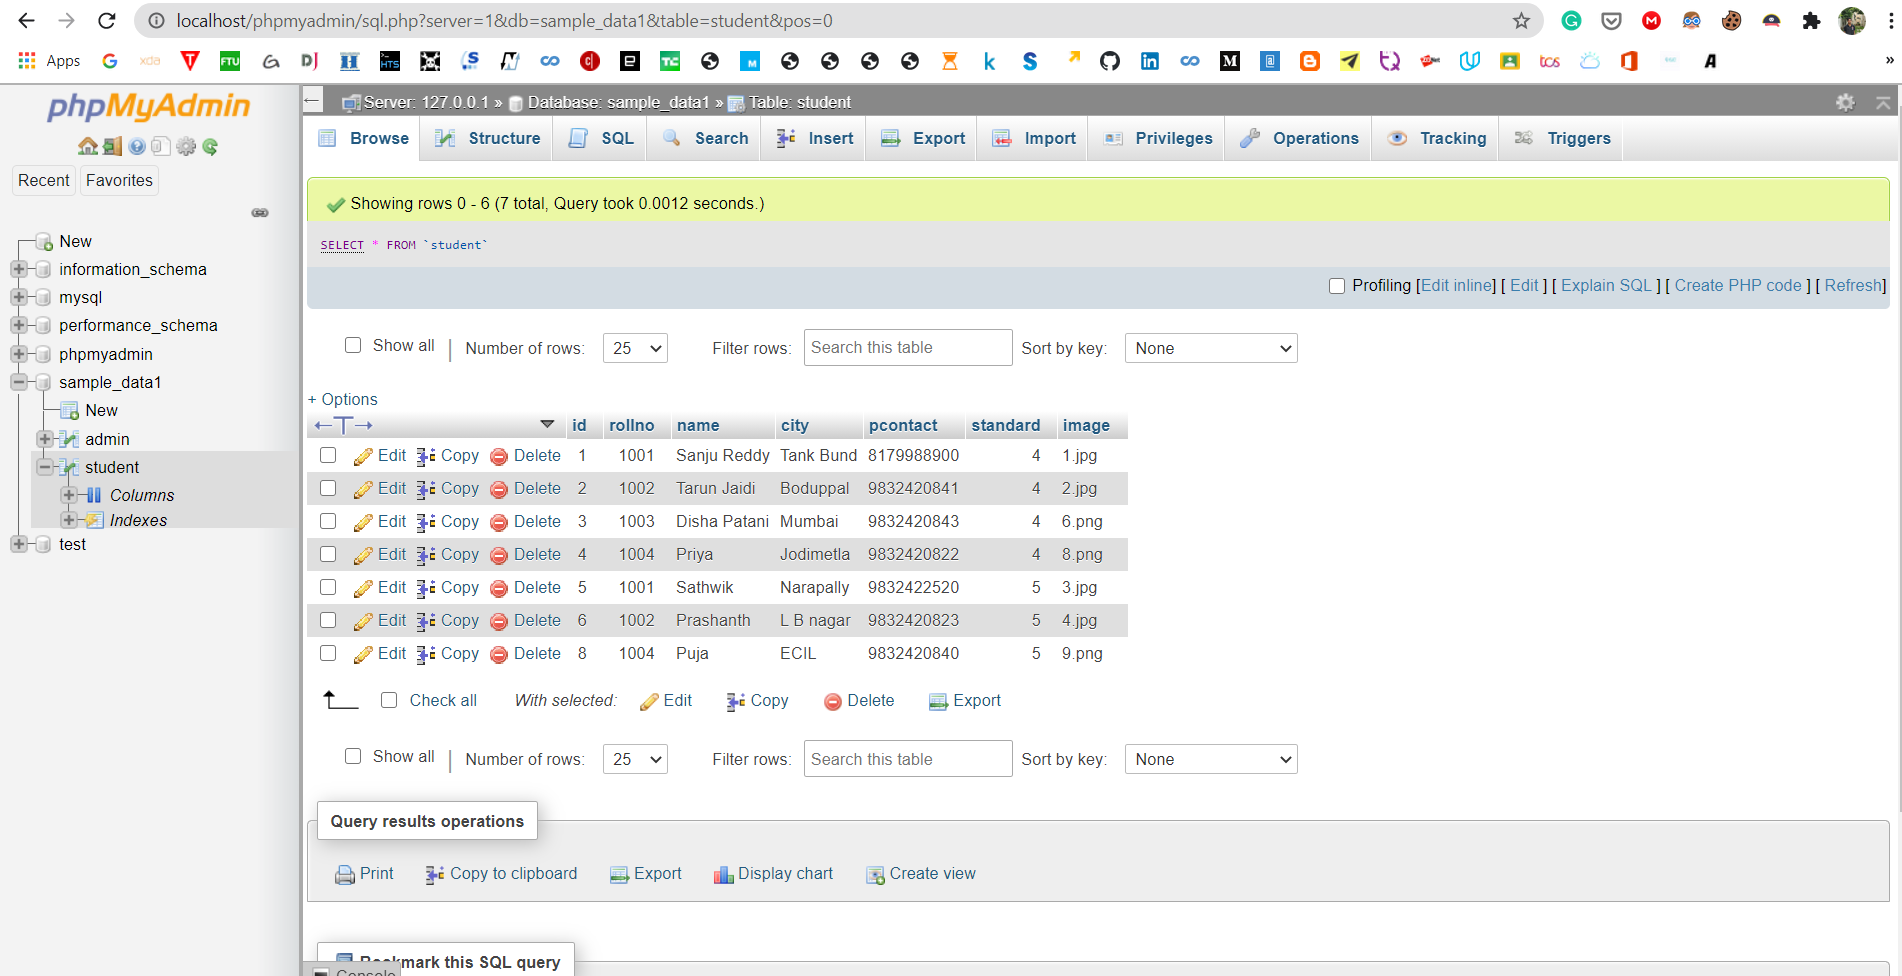 localhost/phpmyadmin/sql.php?server=1&db=sample_data1&table=student&pos=0
Apps
phpMyAdmin
Recent Favorites
New
information_schema
mysql
performance_schema
phpmyadmin
sample_data1
New
admin
student
Columns
Indexes
test
Server: 127.0.0.1 » Database: sample_data1 » Table: student
Browse Structure SQL Search Insert Export Import Privileges Operations Tracking Triggers
Showing rows 0 - 6 (7 total, Query took 0.0012 seconds.)
SELECT * FROM `student`
Profiling [Edit inline] [ Edit ] [ Explain SQL ] [ Create PHP code ] [ Refresh]
Show all | Number of rows: 25 Filter rows: Search this table Sort by key: None
+ Options
←T→ id rollno name city pcontact standard image
Edit Copy Delete 1 1001 Sanju Reddy Tank Bund 8179988900 4 1.jpg
Edit Copy Delete 2 1002 Tarun Jaidi Boduppal 9832420841 4 2.jpg
Edit Copy Delete 3 1003 Disha Patani Mumbai 9832420843 4 6.png
Edit Copy Delete 4 1004 Priya Jodimetla 9832420822 4 8.png
Edit Copy Delete 5 1001 Sathwik Narapally 9832422520 5 3.jpg
Edit Copy Delete 6 1002 Prashanth L B nagar 9832420823 5 4.jpg
Edit Copy Delete 8 1004 Puja ECIL 9832420840 5 9.png
Check all With selected: Edit Copy Delete Export
Show all | Number of rows: 25 Filter rows: Search this table Sort by key: None
Query results operations
Print Copy to clipboard Export Display chart Create view
Bookmark this SQL query
Console